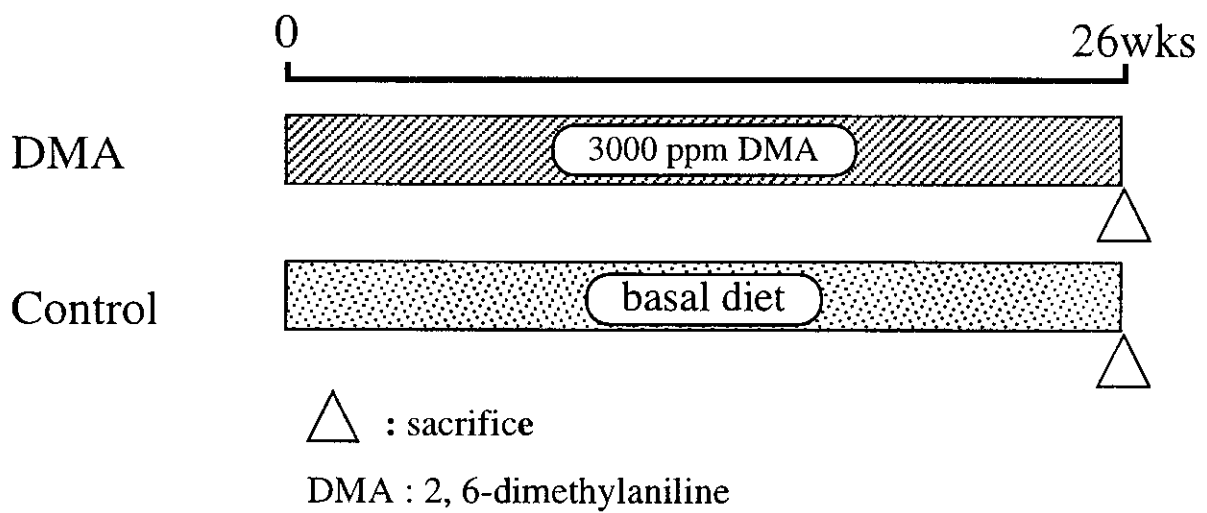 0 26wks
DMA 3000 ppm DMA
Control basal diet
: sacrifice
DMA : 2, 6-dimethylaniline